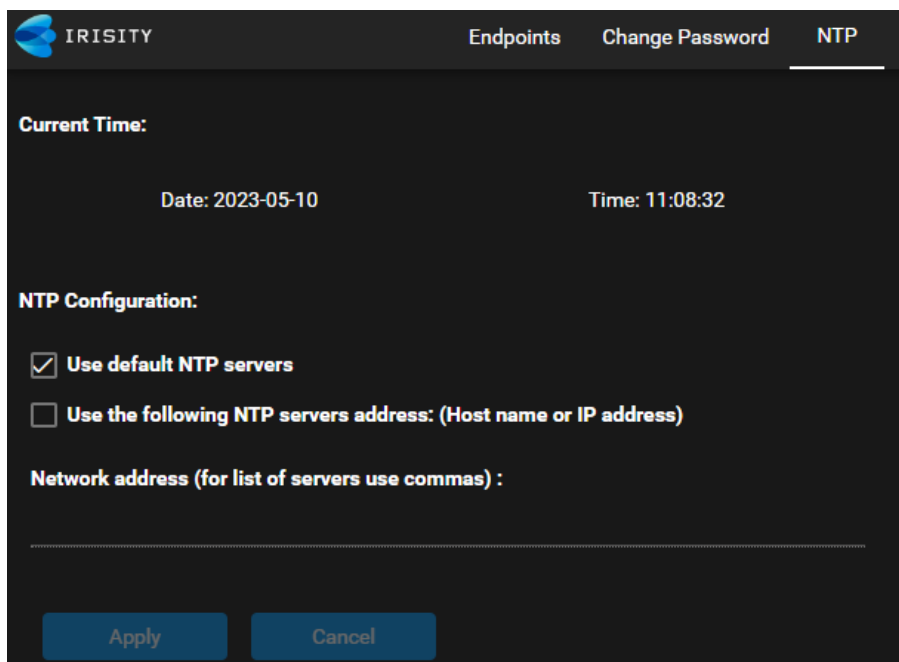 IRISITY
Endpoints Change Password NTP
Current Time:
Date: 2023-05-10 Time: 11:08:32
NTP Configuration:
Use default NTP servers
Use the following NTP servers address: (Host name or IP address)
Network address (for list of servers use commas) :
Apply Cancel